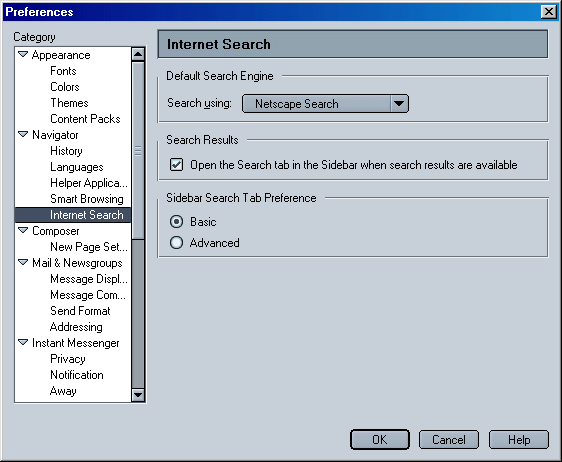 Preferences
Category
Appearance
Fonts
Colors
Themes
Content Packs
Navigator
History
Languages
Helper Applica...
Smart Browsing
Internet Search
Composer
New Page Set...
Mail & Newsgroups
Message Displ...
Message Com...
Send Format
Addressing
Instant Messenger
Privacy
Notification
Away
Internet Search
Default Search Engine
Search using: Netscape Search
Search Results
Open the Search tab in the Sidebar when search results are available
Sidebar Search Tab Preference
Basic
Advanced
OK Cancel Help